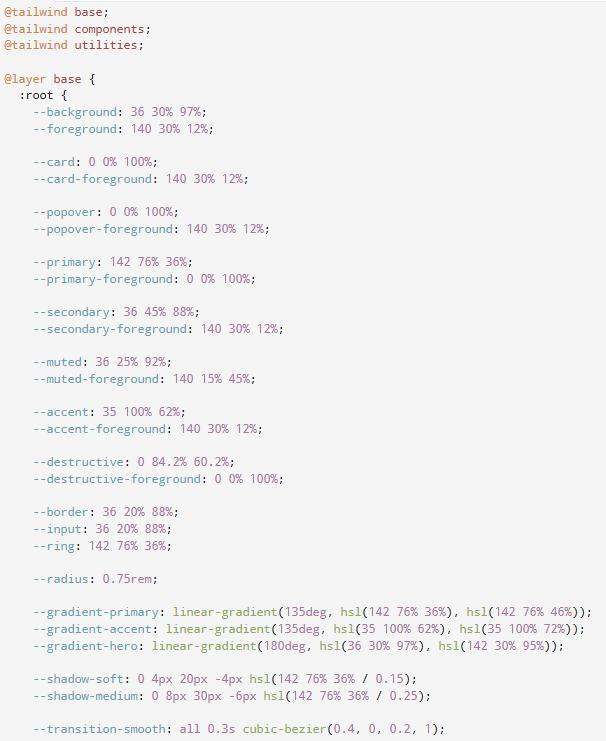 @tailwind base;
@tailwind components;
@tailwind utilities;
@layer base {
:root {
--background: 36 30% 97%;
--foreground: 140 30% 12%;
--card: 0 0% 100%;
--card-foreground: 140 30% 12%;
--popover: 0 0% 100%;
--popover-foreground: 140 30% 12%;
--primary: 142 76% 36%;
--primary-foreground: 0 0% 100%;
--secondary: 36 45% 88%;
--secondary-foreground: 140 30% 12%;
--muted: 36 25% 92%;
--muted-foreground: 140 15% 45%;
--accent: 35 100% 62%;
--accent-foreground: 140 30% 12%;
--destructive: 0 84.2% 60.2%;
--destructive-foreground: 0 0% 100%;
--border: 36 20% 88%;
--input: 36 20% 88%;
--ring: 142 76% 36%;
--radius: 0.75rem;
--gradient-primary: linear-gradient(135deg, hsl(142 76% 36%), hsl(142 76% 46%));
--gradient-accent: linear-gradient(135deg, hsl(35 100% 62%), hsl(35 100% 72%));
--gradient-hero: linear-gradient(180deg, hsl(36 30% 97%), hsl(142 30% 95%));
--shadow-soft: 0 4px 20px -4px hsl(142 76% 36% / 0.15);
--shadow-medium: 0 8px 30px -6px hsl(142 76% 36% / 0.25);
--transition-smooth: all 0.3s cubic-bezier(0.4, 0, 0.2, 1);